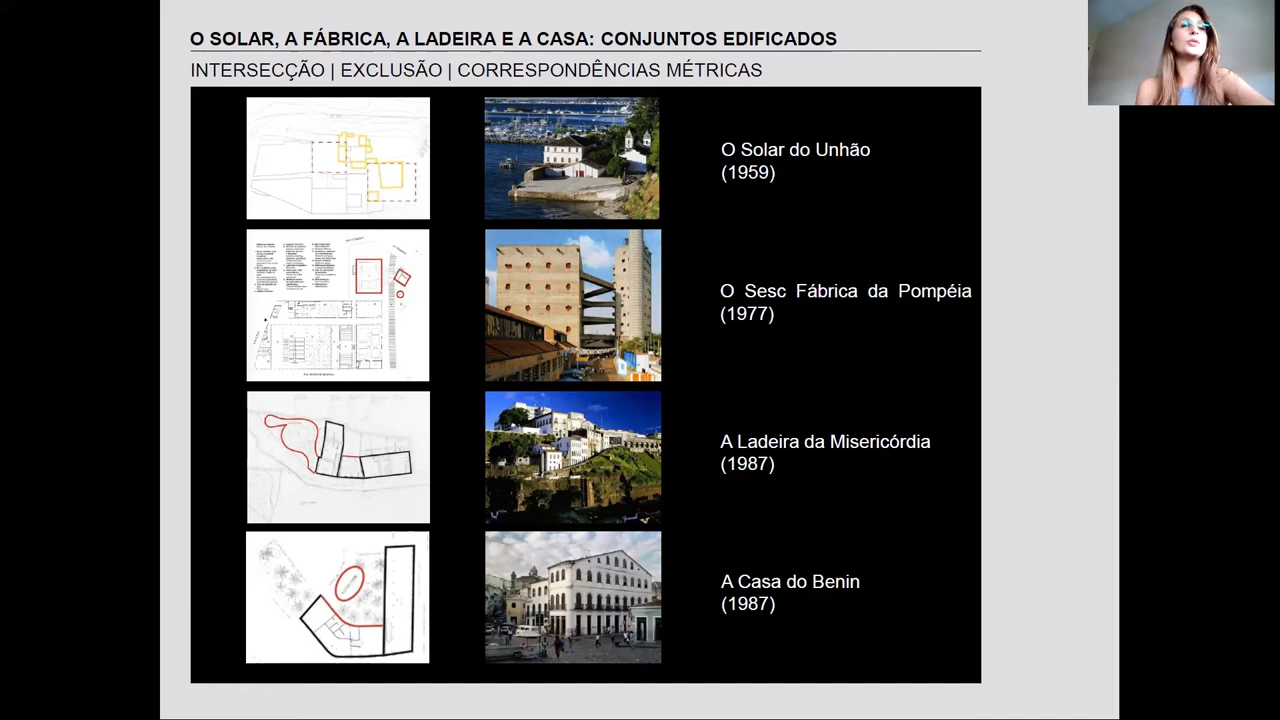 O SOLAR, A FÁBRICA, A LADEIRA E A CASA: CONJUNTOS EDIFICADOS
INTERSECÇÃO | EXCLUSÃO | CORRESPONDÊNCIAS MÉTRICAS
O Solar do Unhão
(1959)
O Sesc Fábrica da Pompéia
(1977)
A Ladeira da Misericórdia
(1987)
A Casa do Benin
(1987)